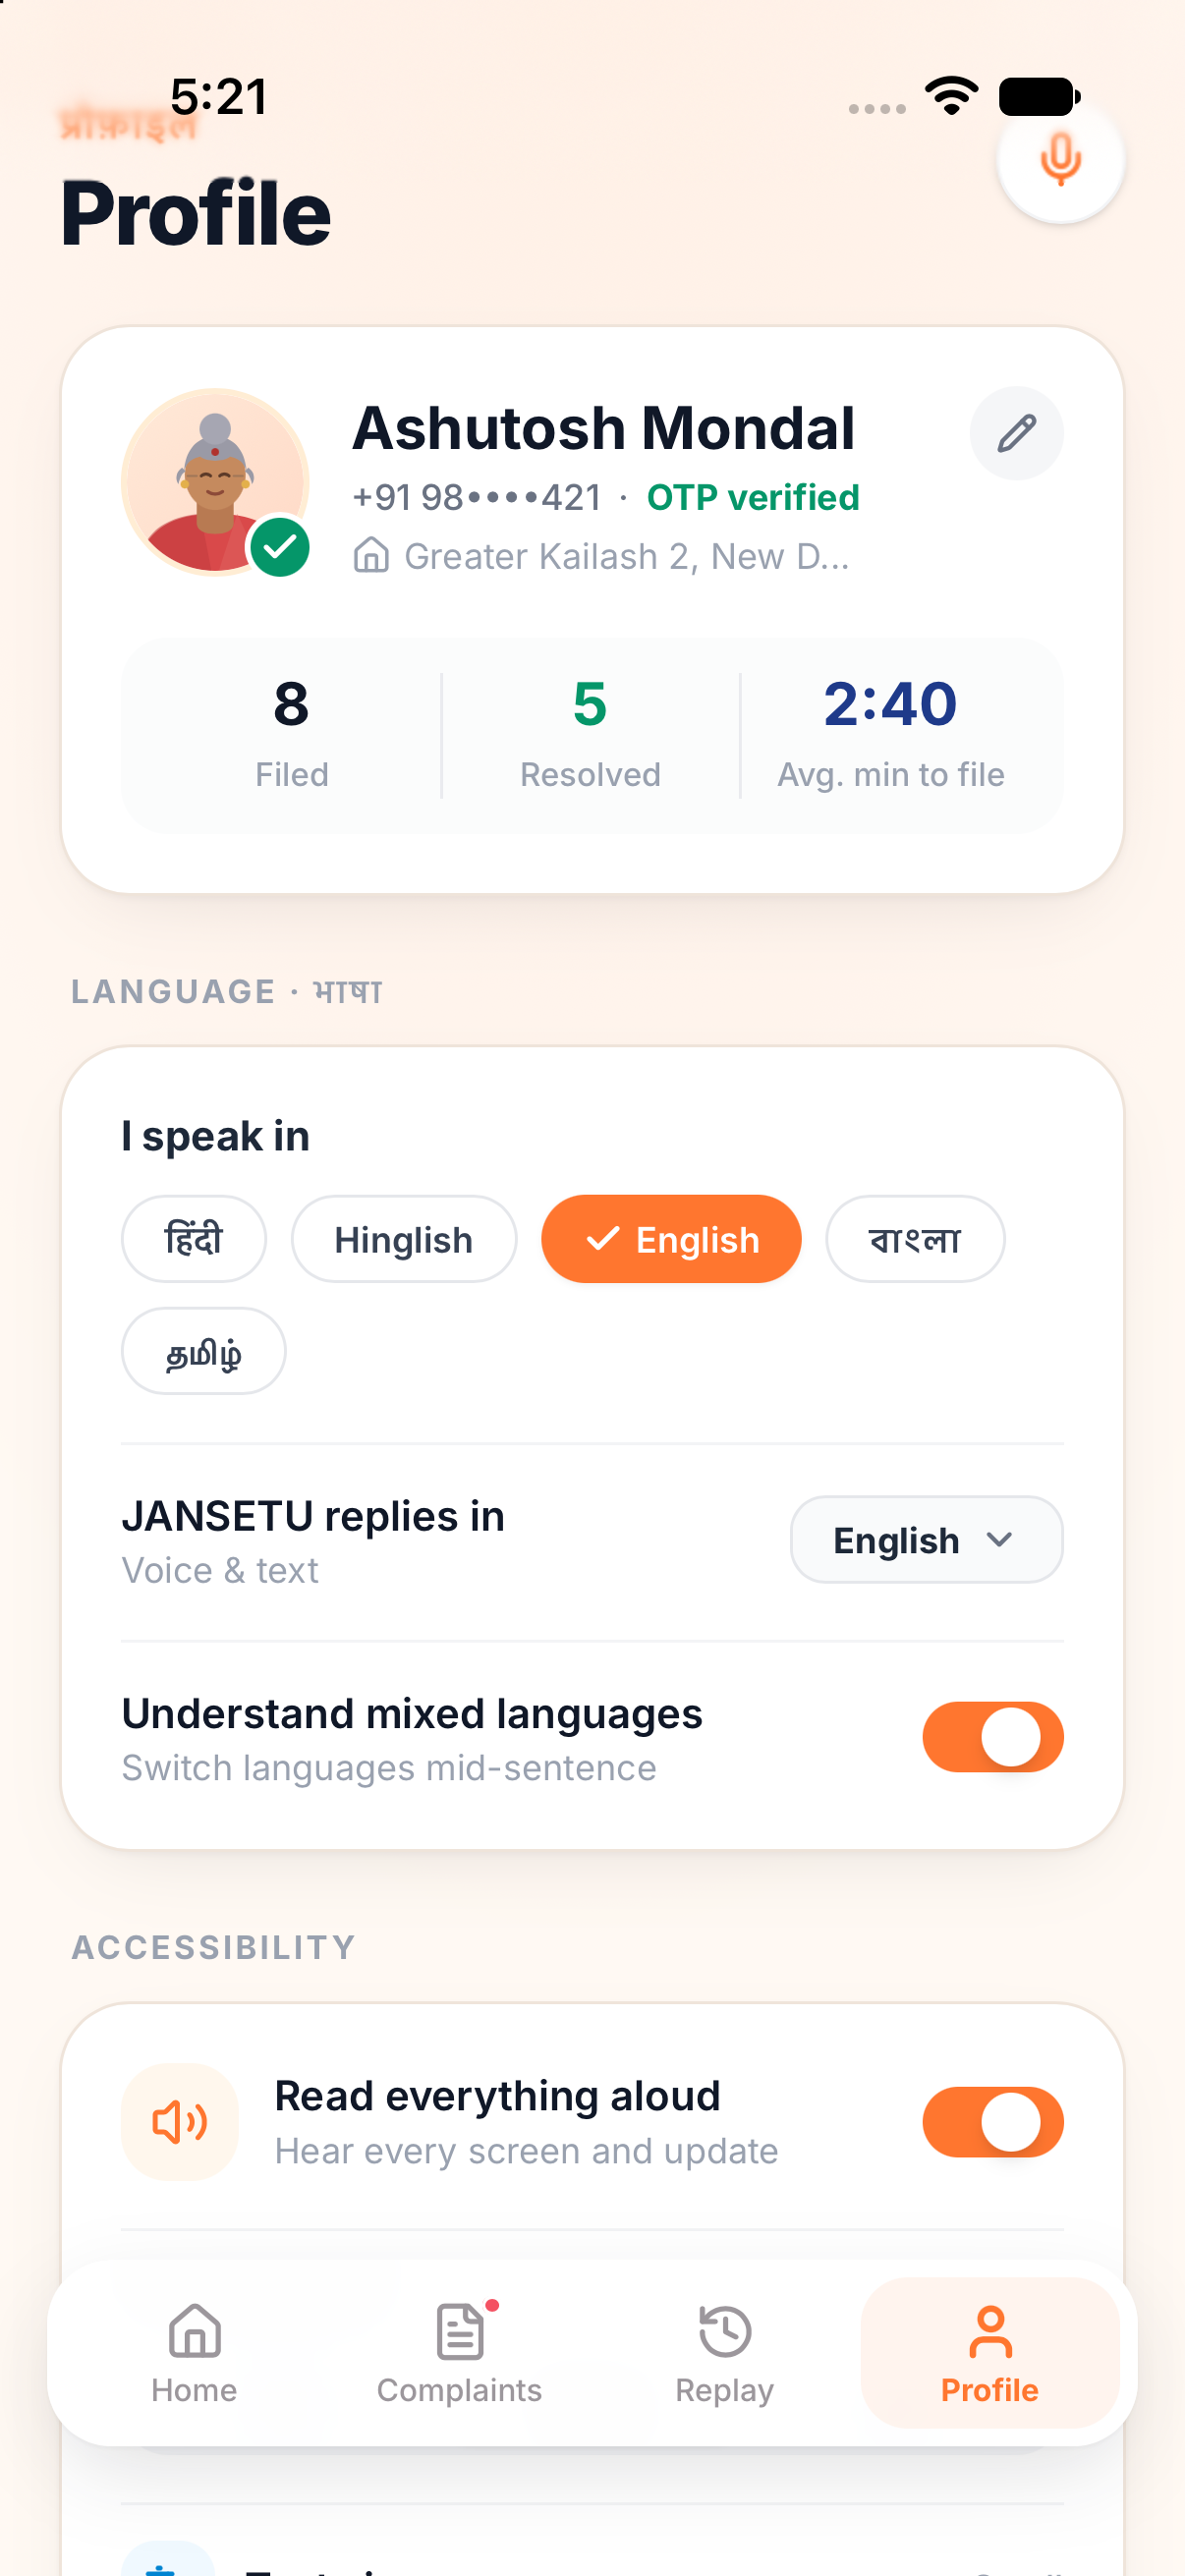 5:21
प्रोफ़ाइल
Profile
Ashutosh Mondal
+91 98••••421 · OTP verified
Greater Kailash 2, New D...
8 5 2:40
Filed Resolved Avg. min to file
LANGUAGE · भाषा
I speak in
हिंदी Hinglish English বাংলা
தமிழ்
JANSETU replies in
Voice & text
English
Understand mixed languages
Switch languages mid-sentence
ACCESSIBILITY
Read everything aloud
Hear every screen and update
Home Complaints Replay Profile